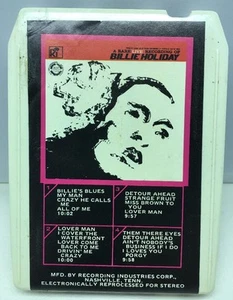 A RARE LIVE RECORDING OF
BILLIE HOLIDAY
1
BILLIE'S BLUES
MY MAN
CRAZY HE CALLS
ME
ALL OF ME
10:02
3
DETOUR AHEAD
STRANGE FRUIT
MISS BROWN TO
YOU
LOVER MAN
9:57
2
LOVER MAN
I COVER THE
WATERFRONT
LOVER COME
BACK TO ME
DRIVIN' ME
CRAZY
10:00
4
THEM THERE EYES
DETOUR AHEAD
AIN'T NOBODY'S
BUSINESS IF I DO
I LOVES YOU
PORGY
9:58
MFD. BY RECORDING INDUSTRIES CORP.,
NASHVILLE, TENN.
ELECTRONICALLY REPROCESSED FOR STEREO